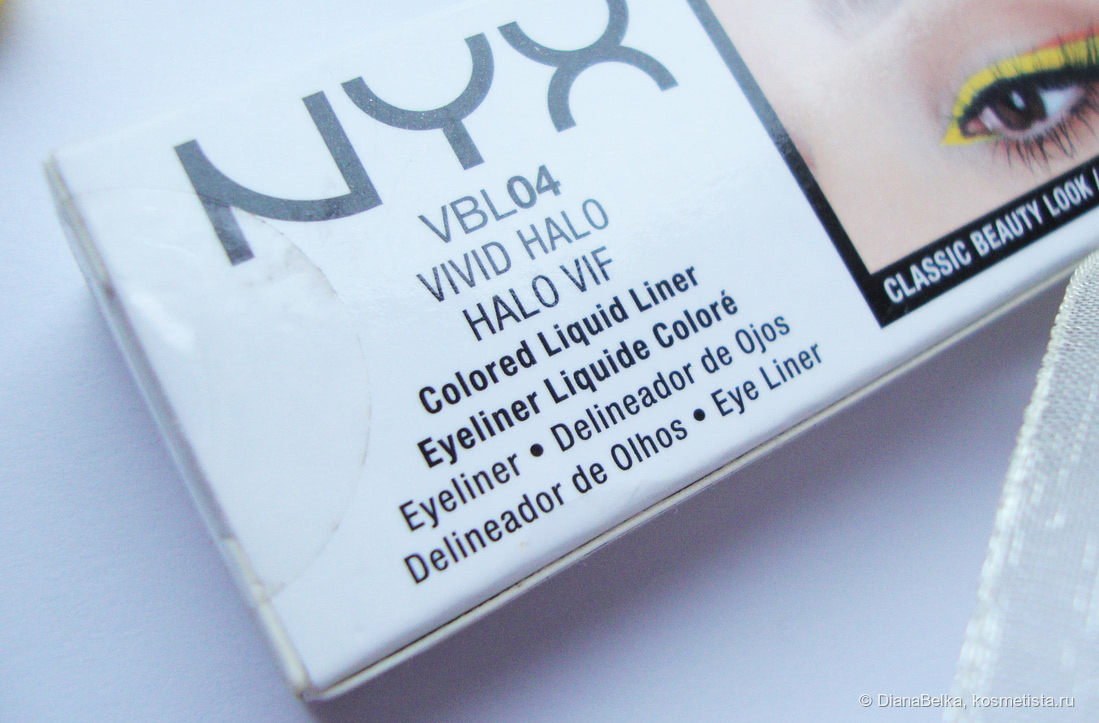 NYX
VBL04
VIVID HALO
HALO VIF
Colored Liquid Liner
Eyeliner Liquide Coloré
Eyeliner • Delineador de Ojos
Delineador de Olhos • Eye Liner
CLASSIC BEAUTY LOOK /
© DianaBelka, kosmetista.ru